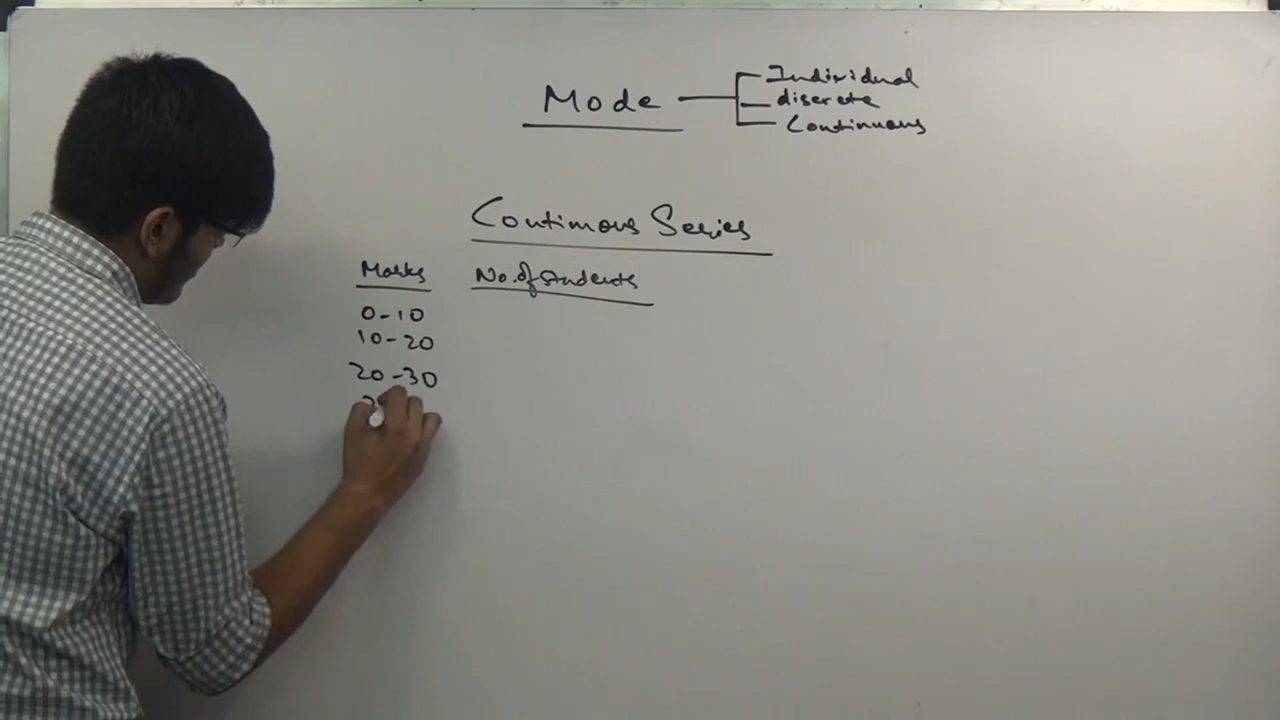 Mode
Individual
discrete
Continuous
Continuous Series
Marks No. of students
0-10
10-20
20-30